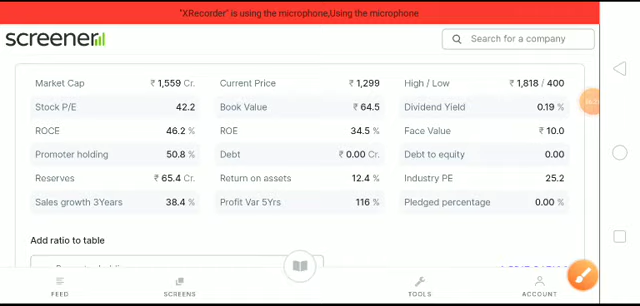 "XRecorder" is using the microphone,Using the microphone
screener
Search for a company
Market Cap ₹ 1,559 Cr. Current Price ₹ 1,299 High / Low ₹ 1,818 / 400
Stock P/E 42.2 Book Value ₹ 64.5 Dividend Yield 0.19 %
ROCE 46.2 % ROE 34.5 % Face Value ₹ 10.0
Promoter holding 50.8 % Debt ₹ 0.00 Cr. Debt to equity 0.00
Reserves ₹ 65.4 Cr. Return on assets 12.4 % Industry PE 25.2
Sales growth 3Years 38.4 % Profit Var 5Yrs 116 % Pledged percentage 0.00 %
Add ratio to table
FEED SCREENS TOOLS ACCOUNT